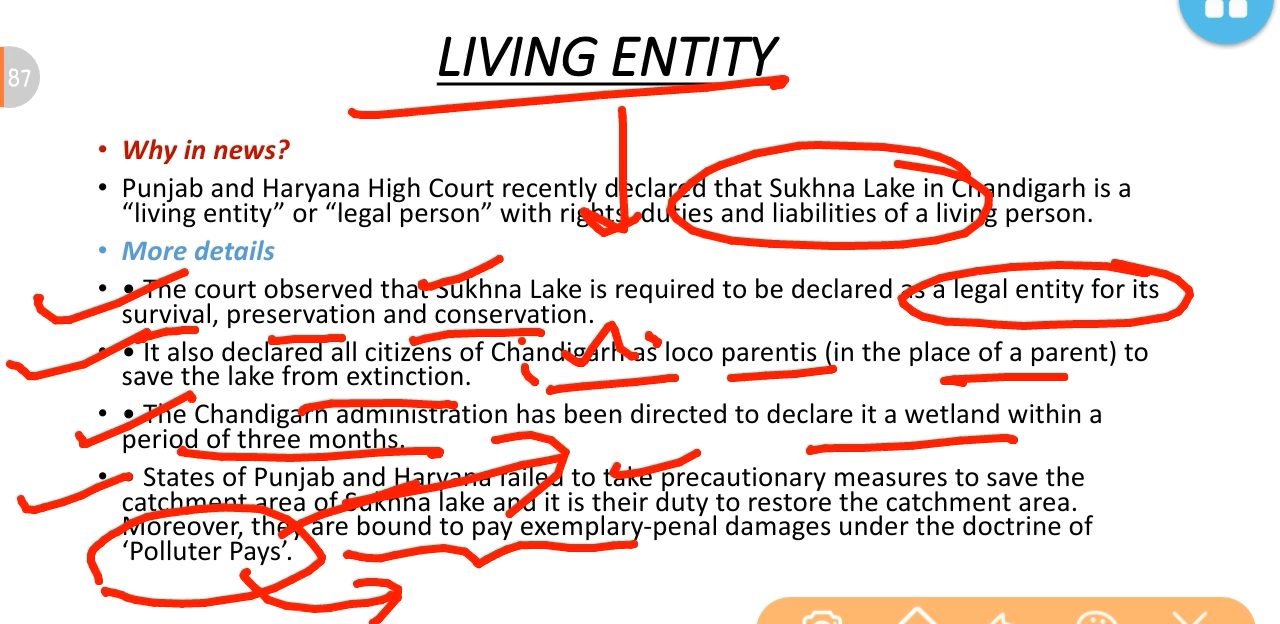 LIVING ENTITY
87
• Why in news?
• Punjab and Haryana High Court recently declared that Sukhna Lake in Chandigarh is a
“living entity” or “legal person” with rights, duties and liabilities of a living person.
• More details
• • The court observed that Sukhna Lake is required to be declared as a legal entity for its
survival, preservation and conservation.
• • It also declared all citizens of Chandigarh as loco parentis (in the place of a parent) to
save the lake from extinction.
• • The Chandigarh administration has been directed to declare it a wetland within a
period of three months.
• • States of Punjab and Haryana failed to take precautionary measures to save the
catchment area of Sukhna lake and it is their duty to restore the catchment area.
Moreover, they are bound to pay exemplary-penal damages under the doctrine of
‘Polluter Pays’.